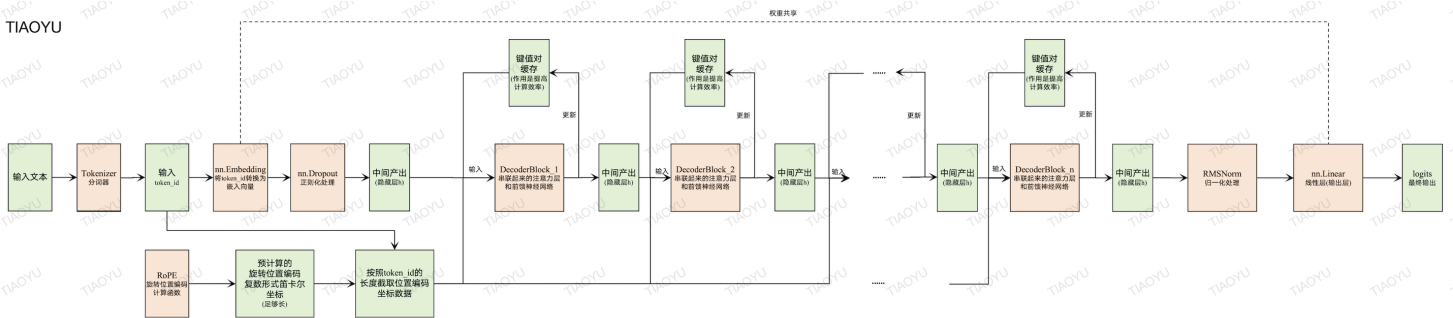 TIAOYU
权重共享
键值对
缓存
(作用是提高
计算效率)
键值对
缓存
(作用是提高
计算效率)
......
键值对
缓存
(作用是提高
计算效率)
更新
更新
更新
更新
输入文本
Tokenizer
分词器
输入
token_id
nn.Embedding
将token_id转换为
嵌入向量
nn.Dropout
正则化处理
中间产出
(隐藏层h)
输入
DecoderBlock_1
串联起来的注意力层
和前馈神经网络
中间产出
(隐藏层h)
输入
DecoderBlock_2
串联起来的注意力层
和前馈神经网络
中间产出
(隐藏层h)
输入
......
中间产出
(隐藏层h)
输入
DecoderBlock_n
串联起来的注意力层
和前馈神经网络
中间产出
(隐藏层h)
RMSNorm
归一化处理
nn.Linear
线性层(输出层)
logits
最终输出
RoPE
旋转位置编码
计算函数
预计算的
旋转位置编码
复数形式笛卡尔
坐标
(足够长)
按照token_id的
长度截取位置编码
坐标数据
......